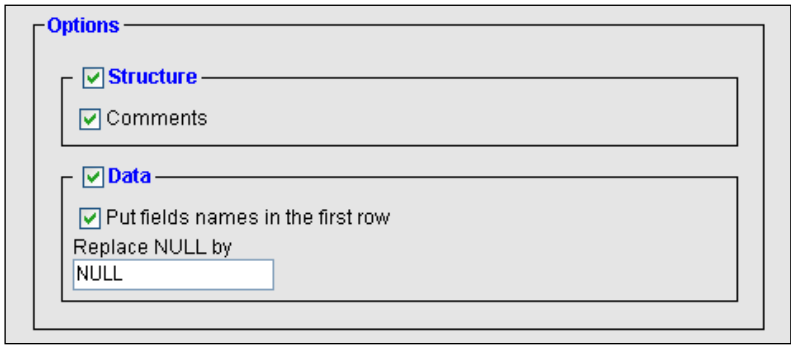 Options
Structure
Comments
Data
Put fields names in the first row
Replace NULL by
NULL